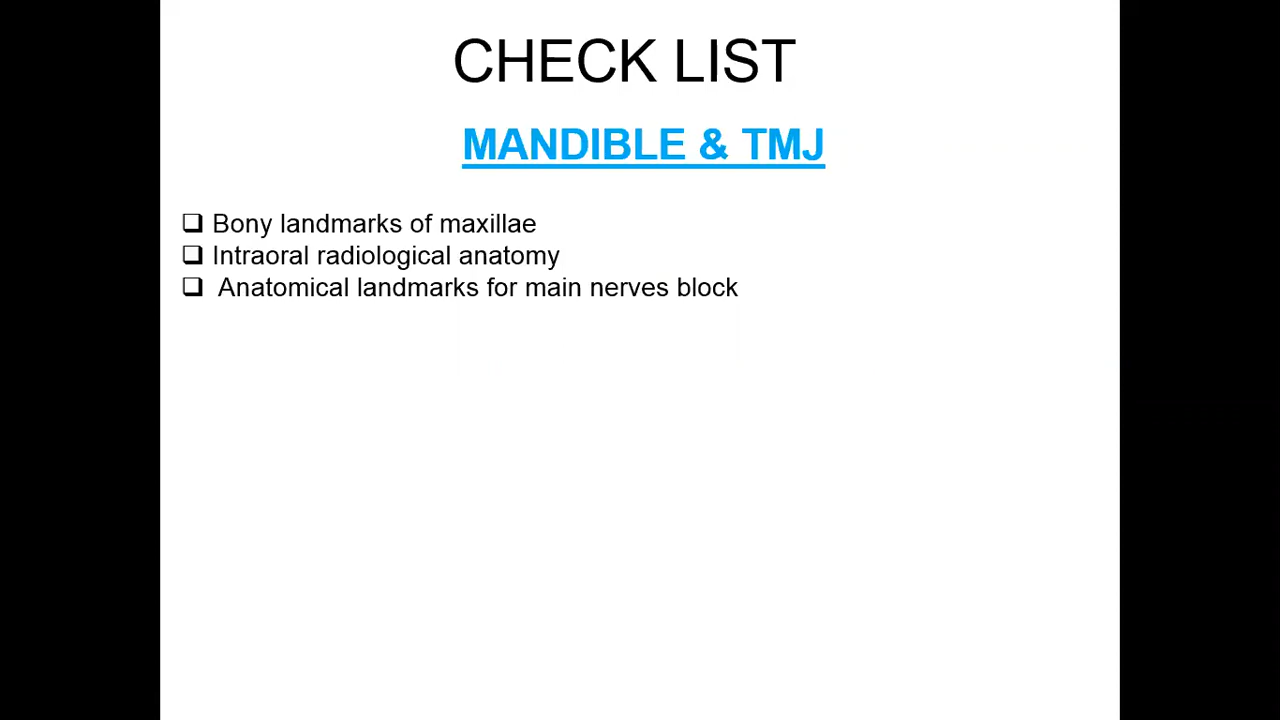 CHECK LIST
MANDIBLE & TMJ
❑ Bony landmarks of maxillae
❑ Intraoral radiological anatomy
❑ Anatomical landmarks for main nerves block